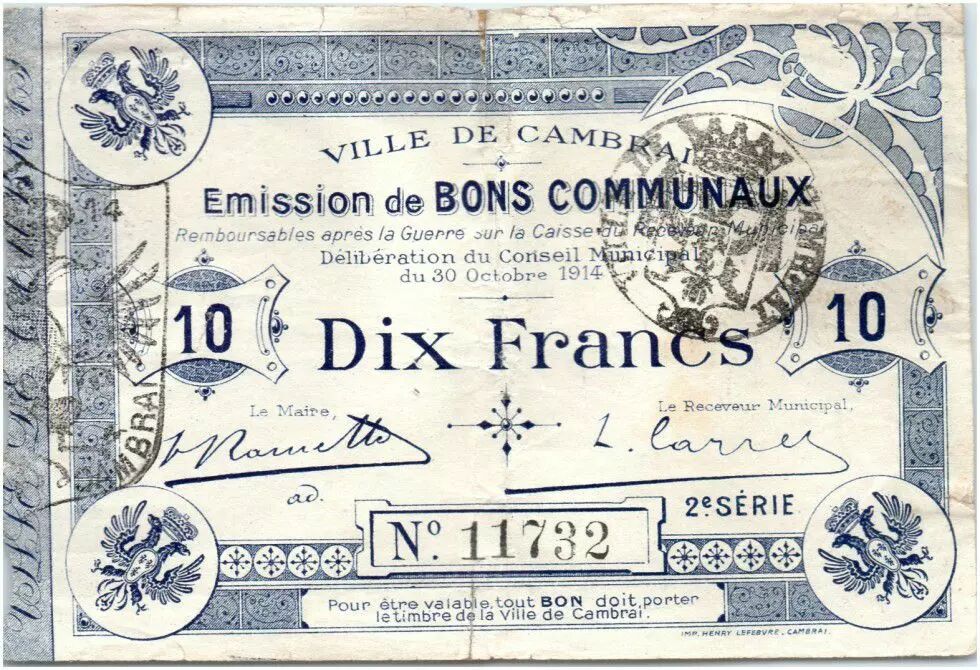 VILLE DE CAMBRAI
Emission de BONS COMMUNAUX
Remboursables après la Guerre sur la Caisse du Receveur Municipal
Délibération du Conseil Municipal
du 30 Octobre 1914
10
10
Dix Francs
Le Maire,
Le Receveur Municipal,
ad.
2e SÉRIE
No. 11732
Pour être valable, tout BON doit porter
le timbre de la Ville de Cambrai.
IMP. HENRY LEFEBVRE, CAMBRAI.